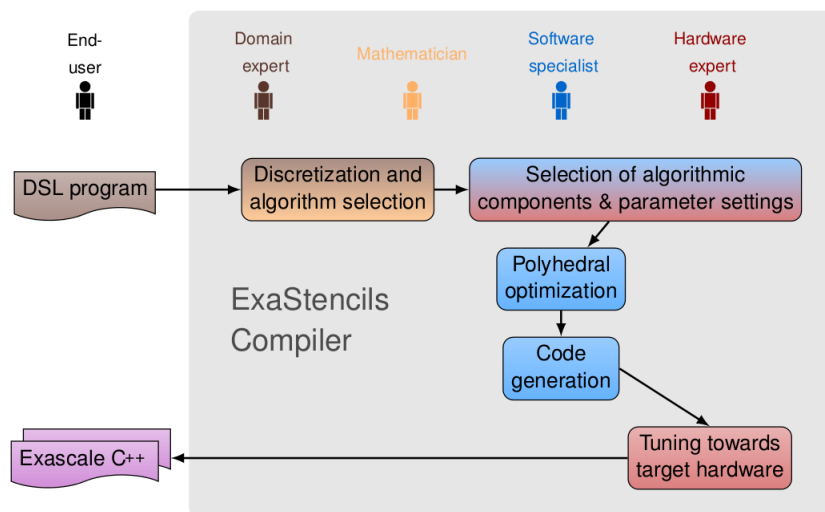 End-
user
Domain
expert
Mathematician
Software
specialist
Hardware
expert
DSL program
Discretization and
algorithm selection
Selection of algorithmic
components & parameter settings
Polyhedral
optimization
ExaStencils
Compiler
Code
generation
Tuning towards
target hardware
Exascale C++